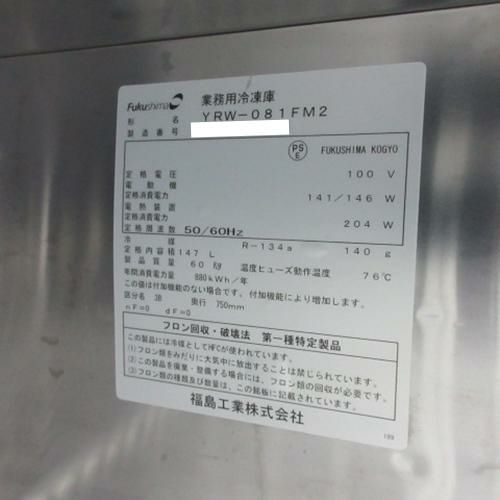 Fukushima 業務用冷凍庫
形名 YRW-081FM2
製造番号
PS E FUKUSHIMA KOGYO
定格電圧 100 V
電動機
定格消費電力 141/146 W
電熱装置
定格消費電力 204 W
定格周波数 50/60Hz
冷媒 R-134a 140 g
定格内容積 147 L
製品質量 60 kg 温度ヒューズ動作温度 76℃
年間消費電力量 880kWh/年
この値は付加機能のない場合です。付加機能により増加します。
区分名 3B 奥行 750mm
nF=0 dF=0
フロン回収・破壊法 第一種特定製品
この製品には冷媒としてHFCが使われています。
(1)フロン類をみだりに大気中に放出することは禁じられています。
(2)この製品を廃棄・整備する場合には、フロン類の回収が必要です。
(3)フロン類の種類及び数量は、この銘板に記載されています。
福島工業株式会社